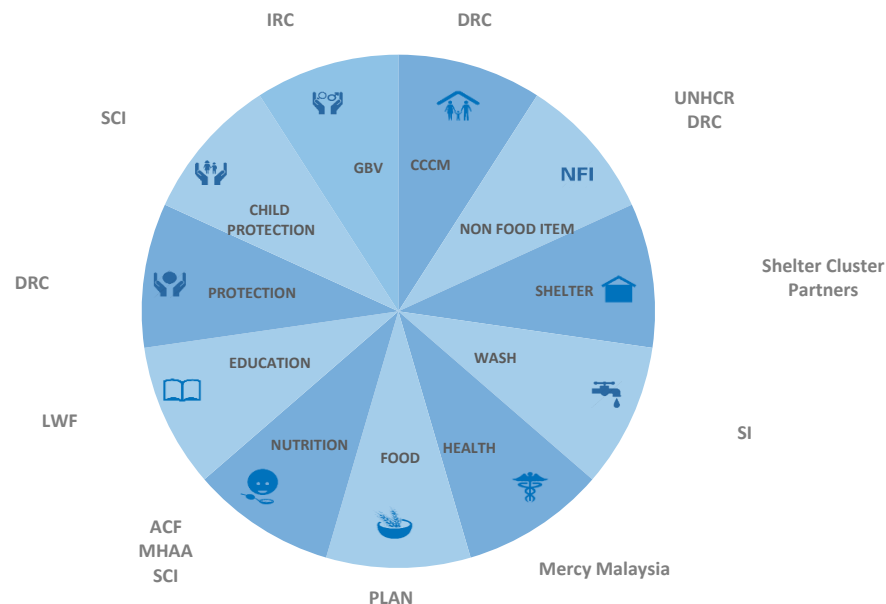 IRC
DRC
UNHCR
DRC
SCI
NFI
GBV
CCCM
CHILD
PROTECTION
NON FOOD ITEM
Shelter Cluster
Partners
DRC
PROTECTION
SHELTER
EDUCATION
WASH
LWF
SI
NUTRITION
FOOD
HEALTH
ACF
MHAA
SCI
Mercy Malaysia
PLAN